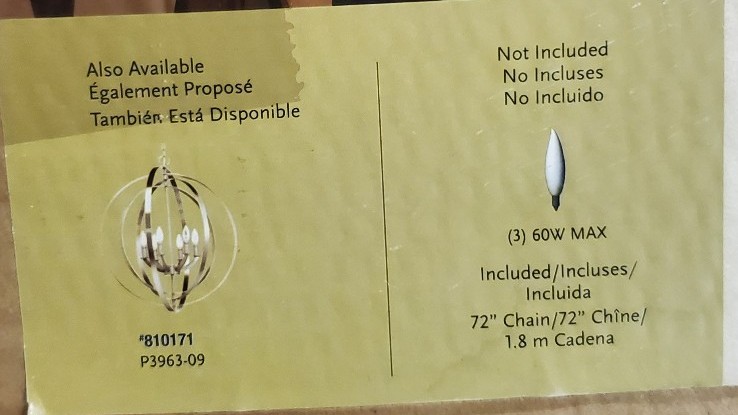 Also Available
Également Proposé
También Está Disponible
#810171
P3963-09
Not Included
No Incluses
No Incluido
(3) 60W MAX
Included/Incluses/
Incluida
72” Chain/72” Chîne/
1.8 m Cadena